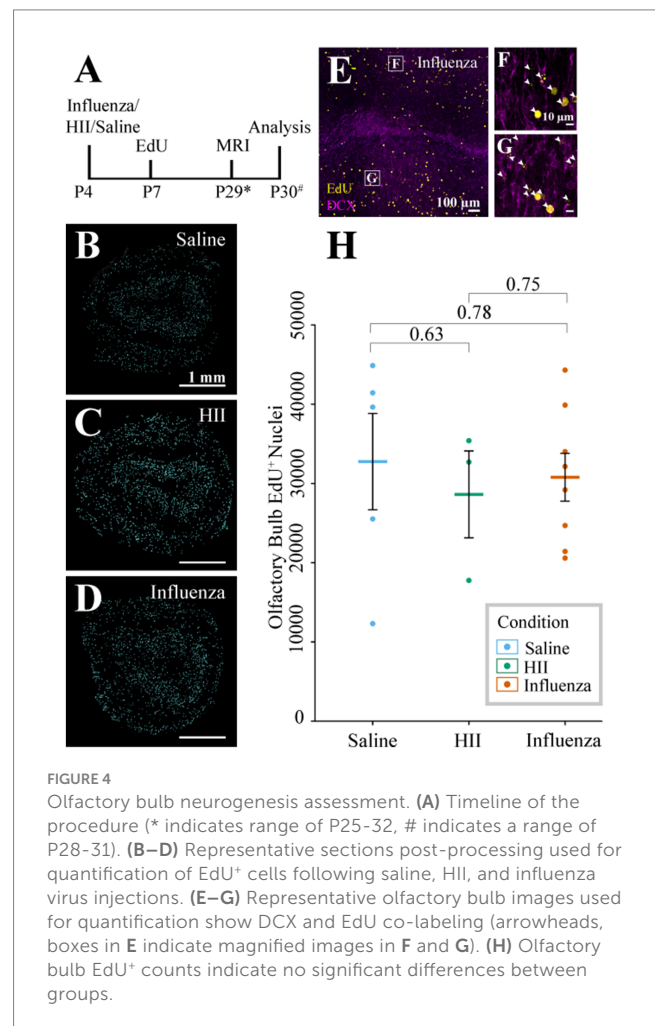 A
Influenza/
HII/Saline
EdU
MRI
Analysis
P4
P7
P29*
P30#
B
Saline
1 mm
C
HII
D
Influenza
E
F
Influenza
G
EdU
DCX
100 µm
F
10 µm
G
H
0.75
0.78
0.63
Olfactory Bulb EdU+ Nuclei
50000
40000
30000
20000
10000
0
Condition
Saline
HII
Influenza
Saline
HII
Influenza
FIGURE 4
Olfactory bulb neurogenesis assessment. (A) Timeline of the
procedure (* indicates range of P25-32, # indicates a range of
P28-31). (B–D) Representative sections post-processing used for
quantification of EdU+ cells following saline, HII, and influenza
virus injections. (E–G) Representative olfactory bulb images used
for quantification show DCX and EdU co-labeling (arrowheads,
boxes in E indicate magnified images in F and G). (H) Olfactory
bulb EdU+ counts indicate no significant differences between
groups.